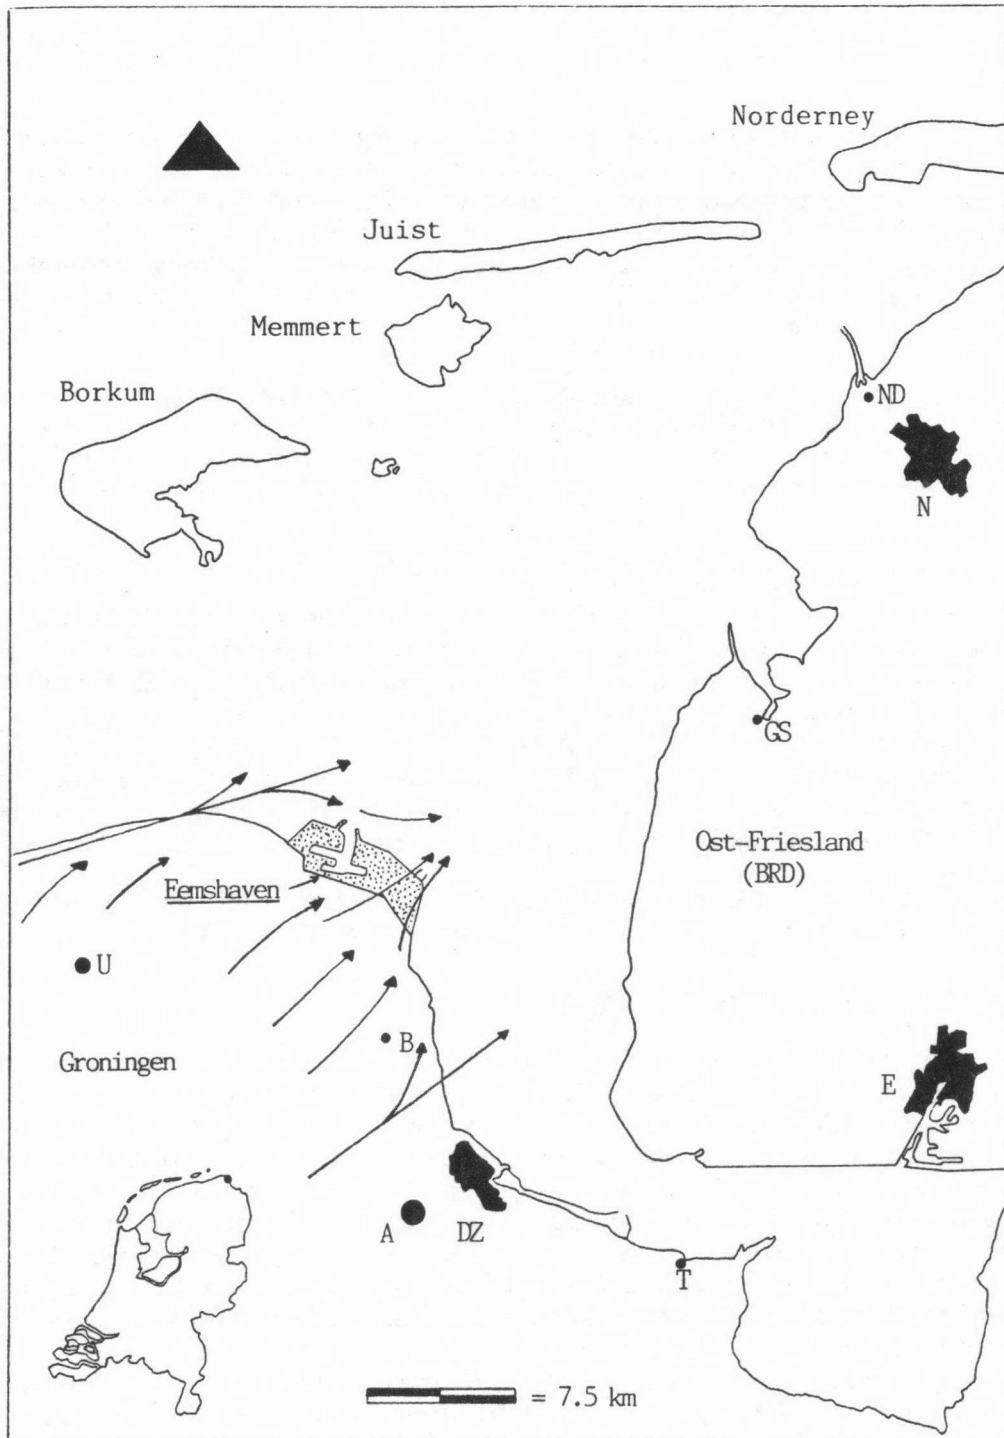 Norderney
Juist
Memmert
Borkum
ND
N
GS
Ost-Friesland
(BRD)
Eemshaven
U
B
Groningen
E
A
DZ
T
= 7.5 km